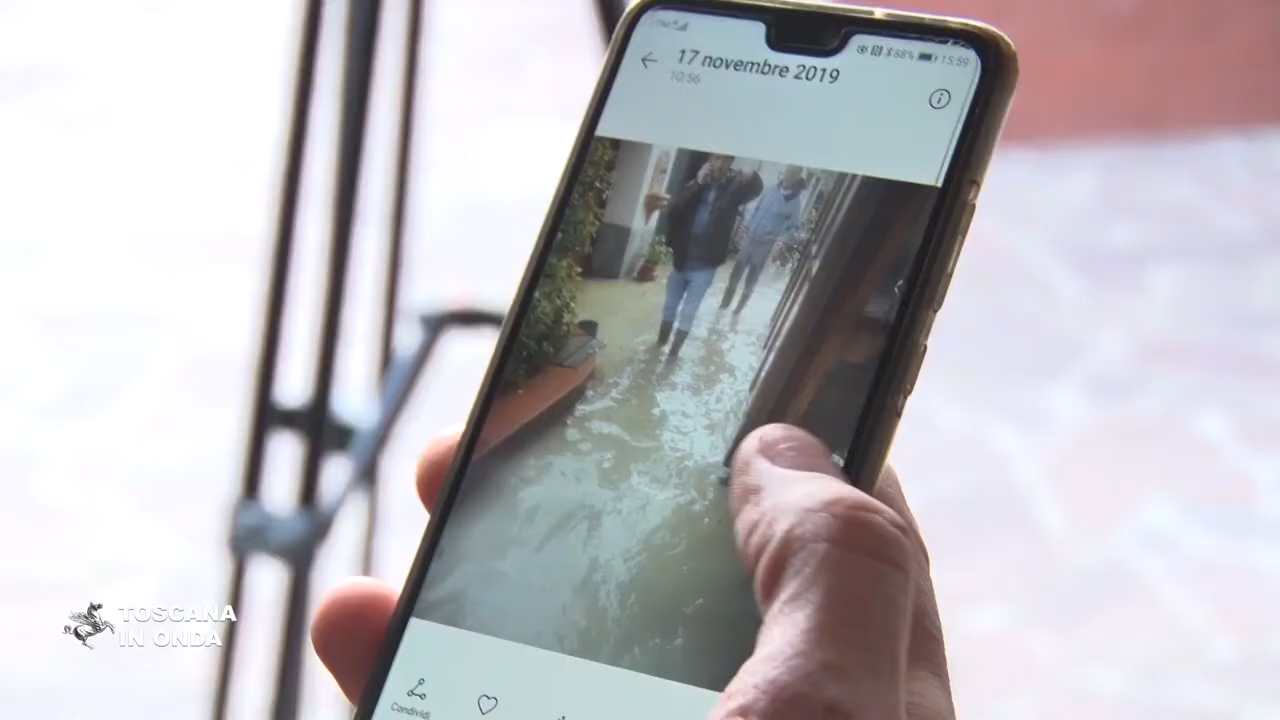 17 novembre 2019
10:56
88% 15:59
Condividi
TOSCANA
IN ONDA